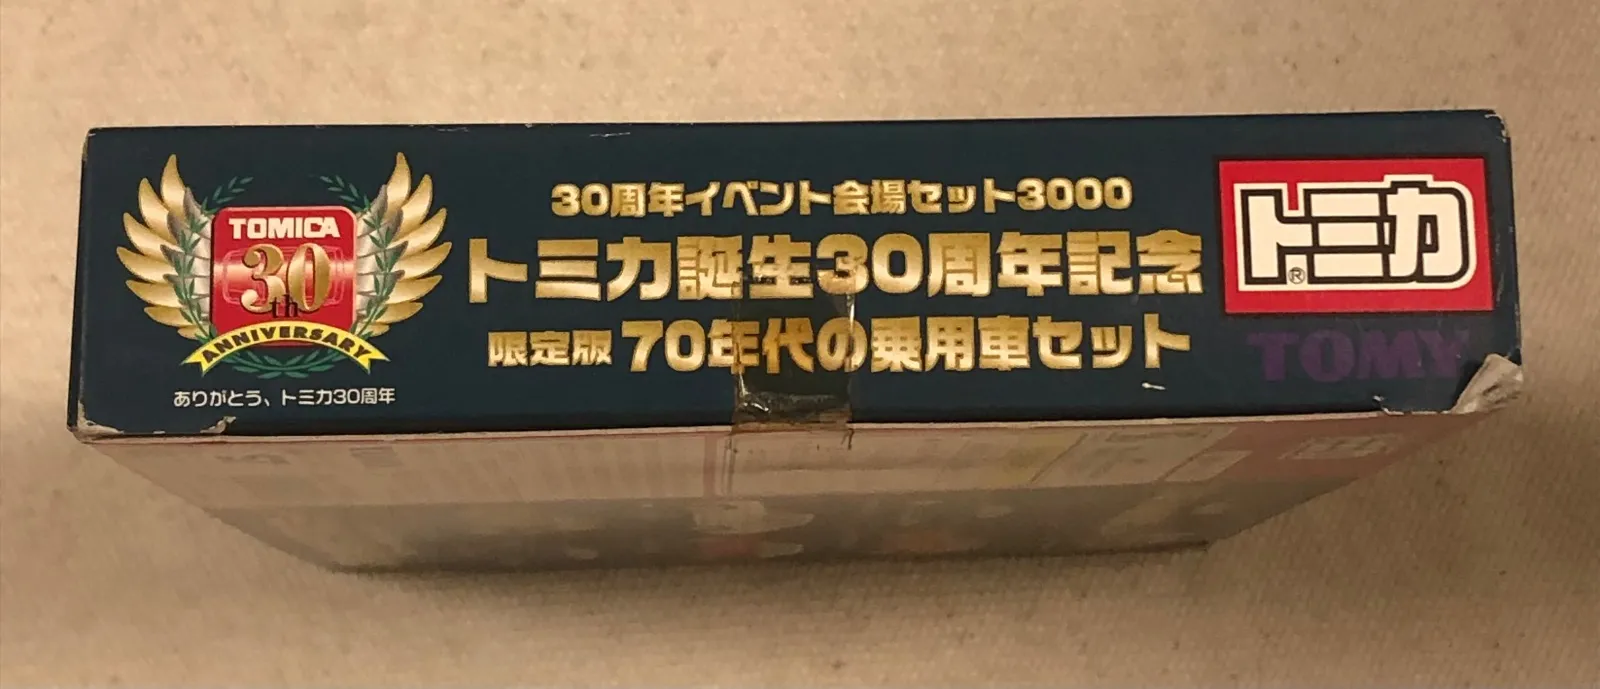 TOMICA
30th
ANNIVERSARY
ありがとう、トミカ30周年
30周年イベント会場セット3000
トミカ誕生30周年記念
限定版 70年代の乗用車セット
トミカ®
TOMY